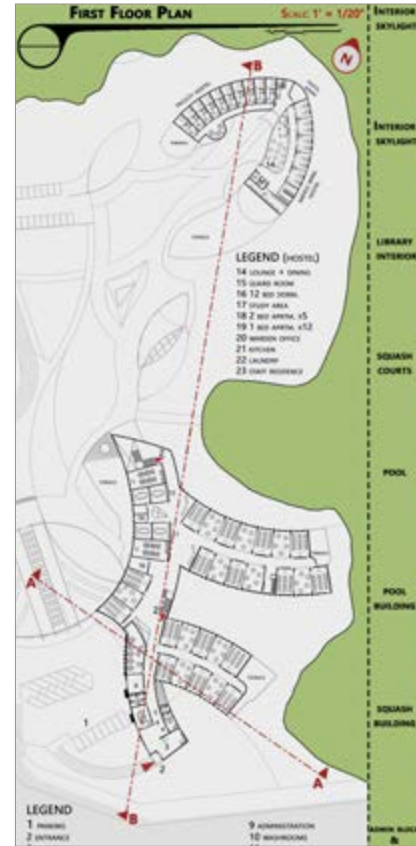 FIRST FLOOR PLAN
SCALE: 1' = 1/20"
N
B
LEGEND (HOSTEL)
14 LOUNGE + DINING
15 GUARD ROOM
16 12 BED DORM.
17 STUDY AREA
18 2 BED APRTM. x5
19 1 BED APRTM. x12
20 WARDEN OFFICE
21 KITCHEN
22 LAUNDRY
23 STAFF RESIDENCE
A
A
1
2
B
LEGEND
1 PARKING
2 ENTRANCE
9 ADMINISTRATION
10 WASHROOMS
INTERIOR
SKYLIGHT
INTERIOR
SKYLIGHT
LIBRARY
INTERIOR
SQUASH
COURTS
POOL
POOL
BUILDING
SQUASH
BUILDING
ADMIN BLOCK
&